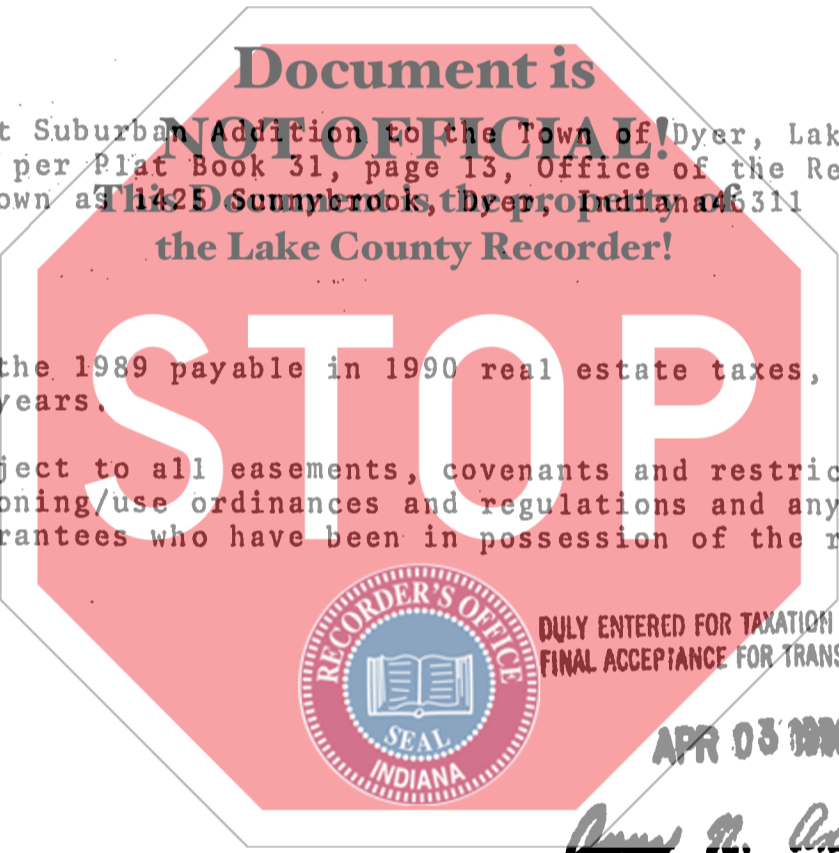 Document is
NOT OFFICIAL!
t Suburban Addition to the Town of Dyer, Lak
per Plat Book 31, page 13, Office of the Re
own as 1425 Sunnybrook, Dyer, Indiana 46311
This Document is the property of
the Lake County Recorder!
the 1989 payable in 1990 real estate taxes,
years.
STOP
ject to all easements, covenants and restric
oning/use ordinances and regulations and any
rantees who have been in possession of the r
RECORDER'S OFFICE
SEAL
INDIANA
DULY ENTERED FOR TAXATION
FINAL ACCEPTANCE FOR TRANS
APR 03